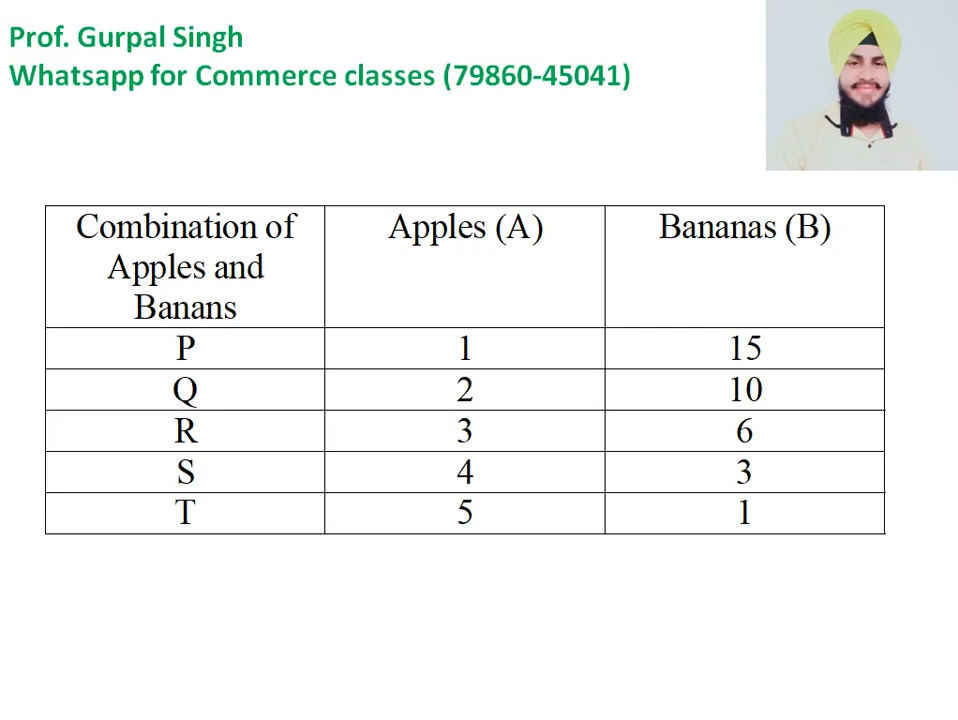 Prof. Gurpal Singh
Whatsapp for Commerce classes (79860-45041)
Combination of Apples (A) Bananas (B)
Apples and
Banans
P 1 15
Q 2 10
R 3 6
S 4 3
T 5 1